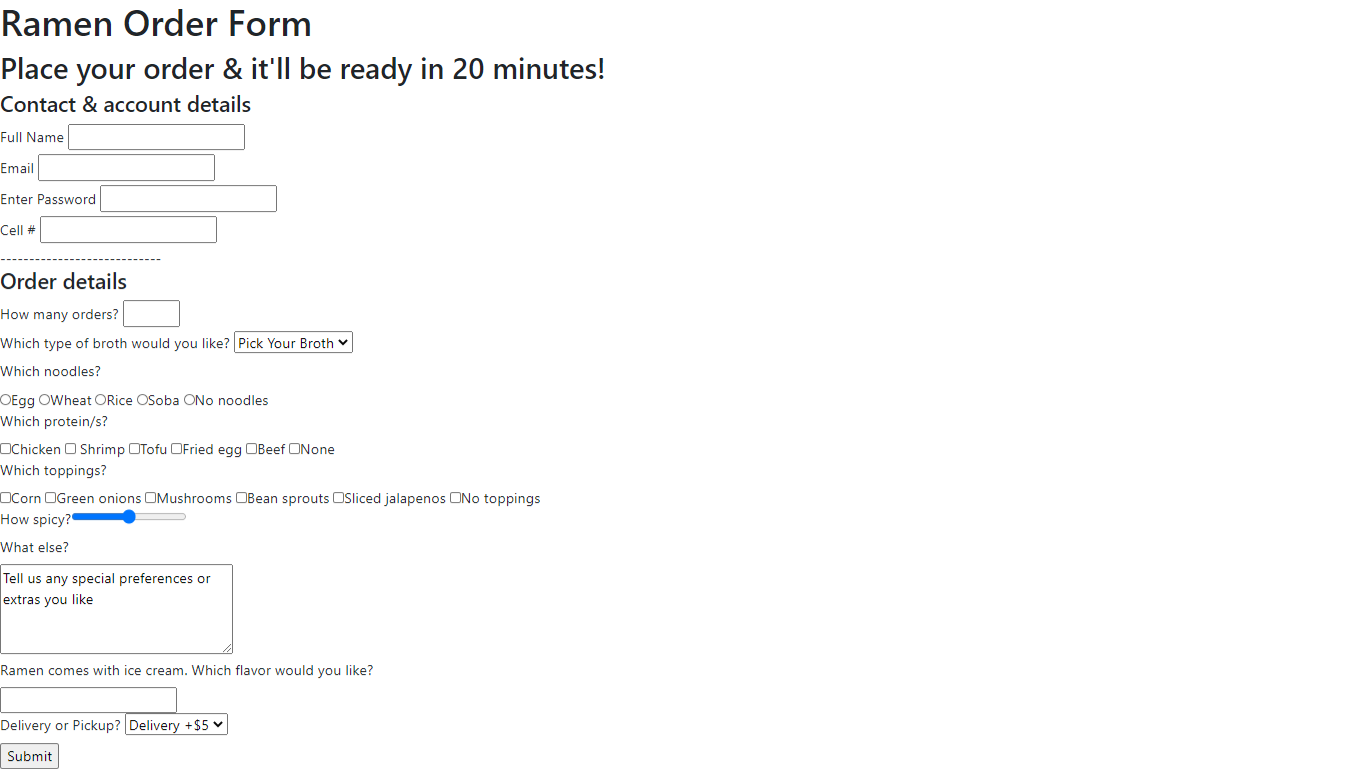 Ramen Order Form
Place your order & it'll be ready in 20 minutes!
Contact & account details
Full Name
Email
Enter Password
Cell #
----------------------------
Order details
How many orders?
Which type of broth would you like? Pick Your Broth
Which noodles?
Egg Wheat Rice Soba No noodles
Which protein/s?
Chicken Shrimp Tofu Fried egg Beef None
Which toppings?
Corn Green onions Mushrooms Bean sprouts Sliced jalapenos No toppings
How spicy?
What else?
Tell us any special preferences or
extras you like
Ramen comes with ice cream. Which flavor would you like?
Delivery or Pickup? Delivery +$5
Submit